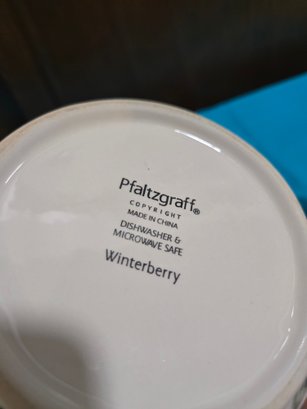 Pfaltzgraff®
COPYRIGHT
MADE IN CHINA
DISHWASHER &
MICROWAVE SAFE
Winterberry